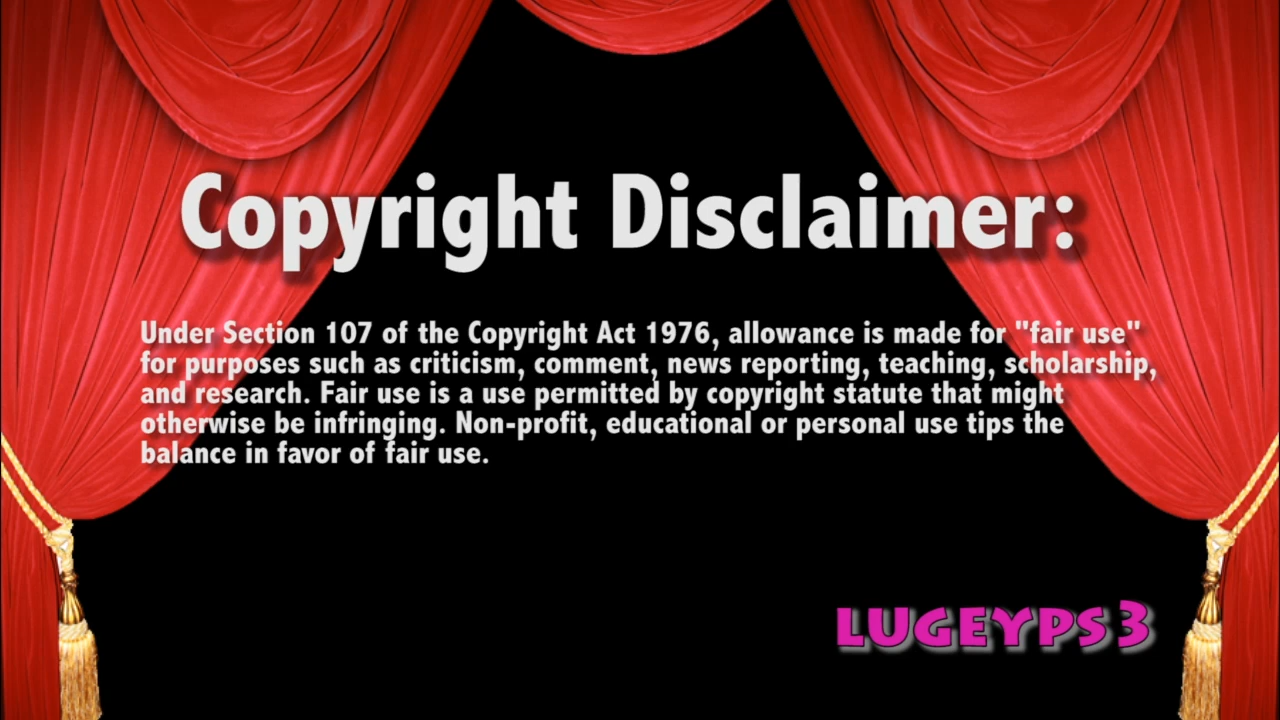 Copyright Disclaimer:
Under Section 107 of the Copyright Act 1976, allowance is made for "fair use"
for purposes such as criticism, comment, news reporting, teaching, scholarship,
and research. Fair use is a use permitted by copyright statute that might
otherwise be infringing. Non-profit, educational or personal use tips the
balance in favor of fair use.
LUGEYPS3